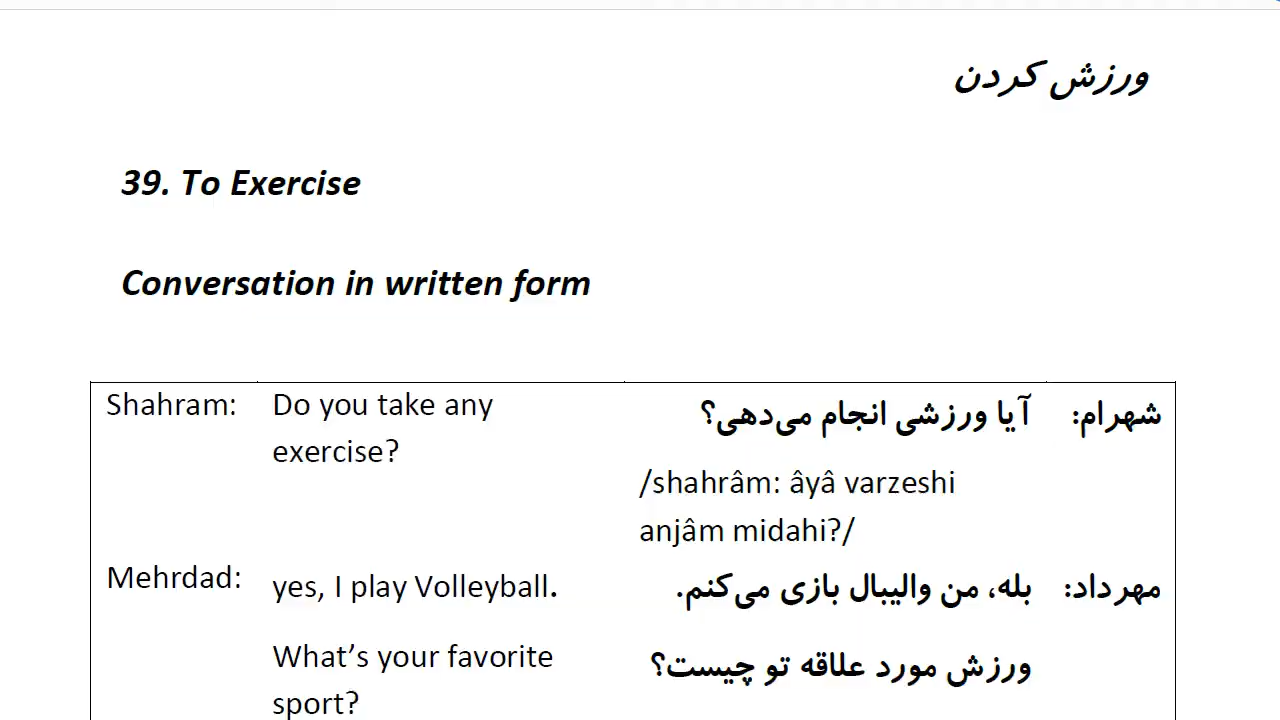 ورزش کردن
39. To Exercise
Conversation in written form
Shahram:
Do you take any
exercise?
آیا ورزشی انجام می‌دهی؟
شهرام:
/shahrâm: âyâ varzeshi
anjâm midahi?/
Mehrdad:
yes, I play Volleyball.
بله، من والیبال بازی می‌کنم.
مهرداد:
What's your favorite
sport?
ورزش مورد علاقه تو چیست؟